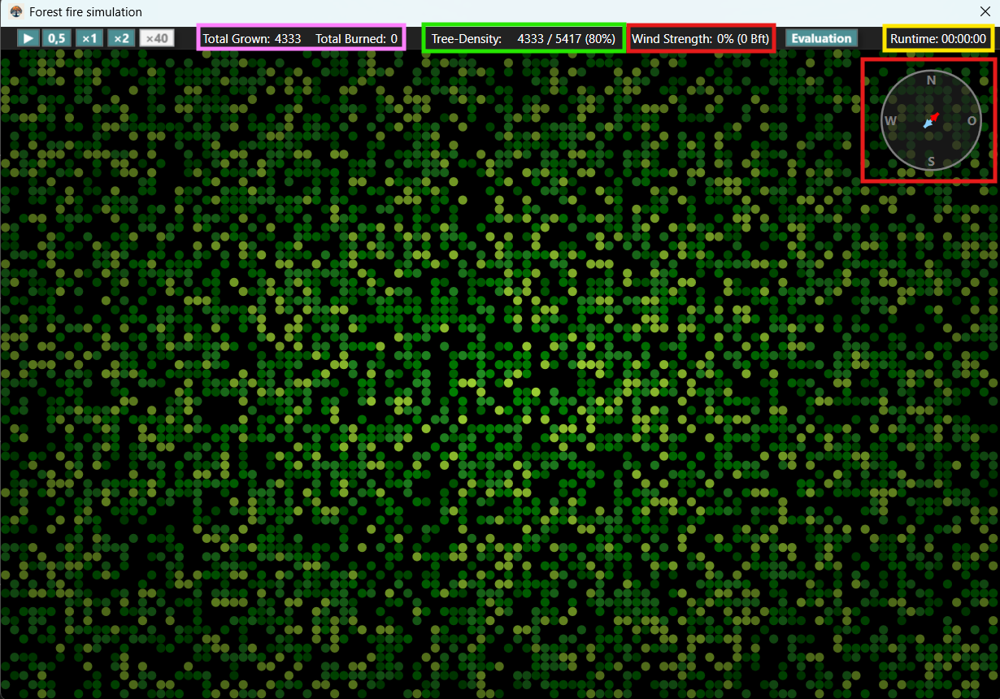 Forest fire simulation
0,5 ×1 ×2 ×40 Total Grown: 4333 Total Burned: 0 Tree-Density: 4333 / 5417 (80%) Wind Strength: 0% (0 Bft) Evaluation Runtime: 00:00:00
N
W O
S